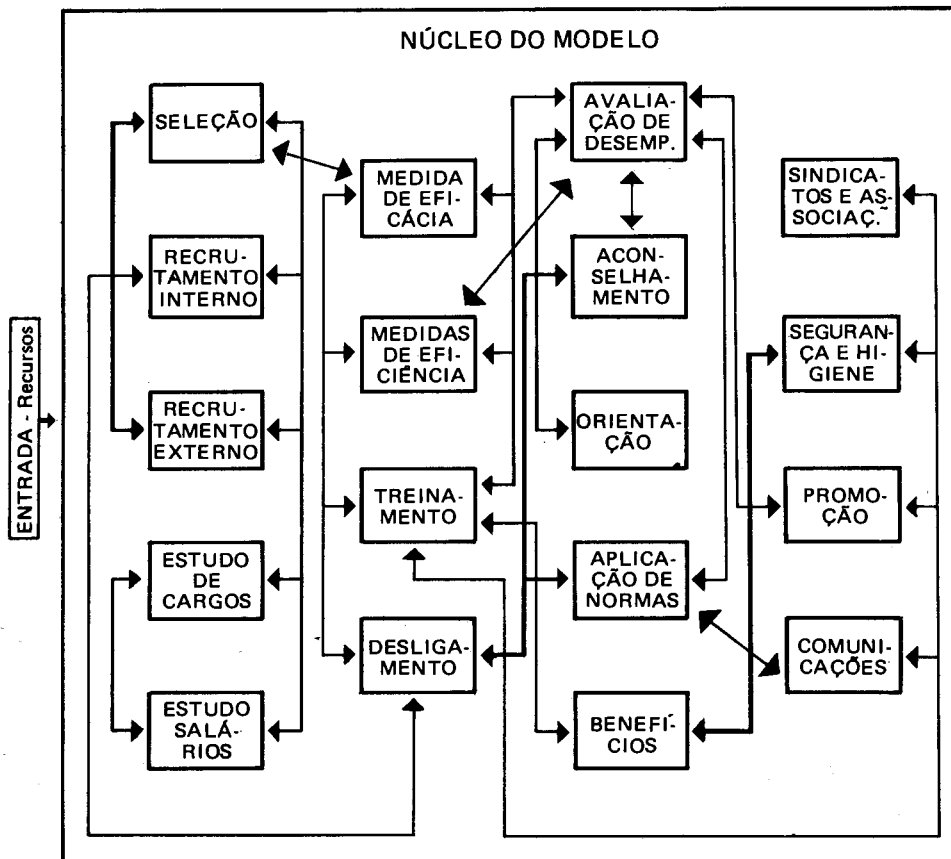 NÚCLEO DO MODELO
ENTRADA - Recursos
SELEÇÃO
RECRU-
TAMENTO
INTERNO
RECRU-
TAMENTO
EXTERNO
ESTUDO
DE
CARGOS
ESTUDO
SALÁ-
RIOS
MEDIDA
DE EFI-
CÁCIA
MEDIDAS
DE EFI-
CIÊNCIA
TREINA-
MENTO
DESLIGA-
MENTO
AVALIA-
ÇÃO DE
DESEMP.
ACON-
SELHA-
MENTO
ORIENTA-
ÇÃO
APLICA-
ÇÃO DE
NORMAS
BENEFÍ-
CIOS
SINDICA-
TOS E AS-
SOCIAÇ.
SEGURAN-
ÇA E HI-
GIENE
PROMO-
ÇÃO
COMUNI-
CAÇÕES